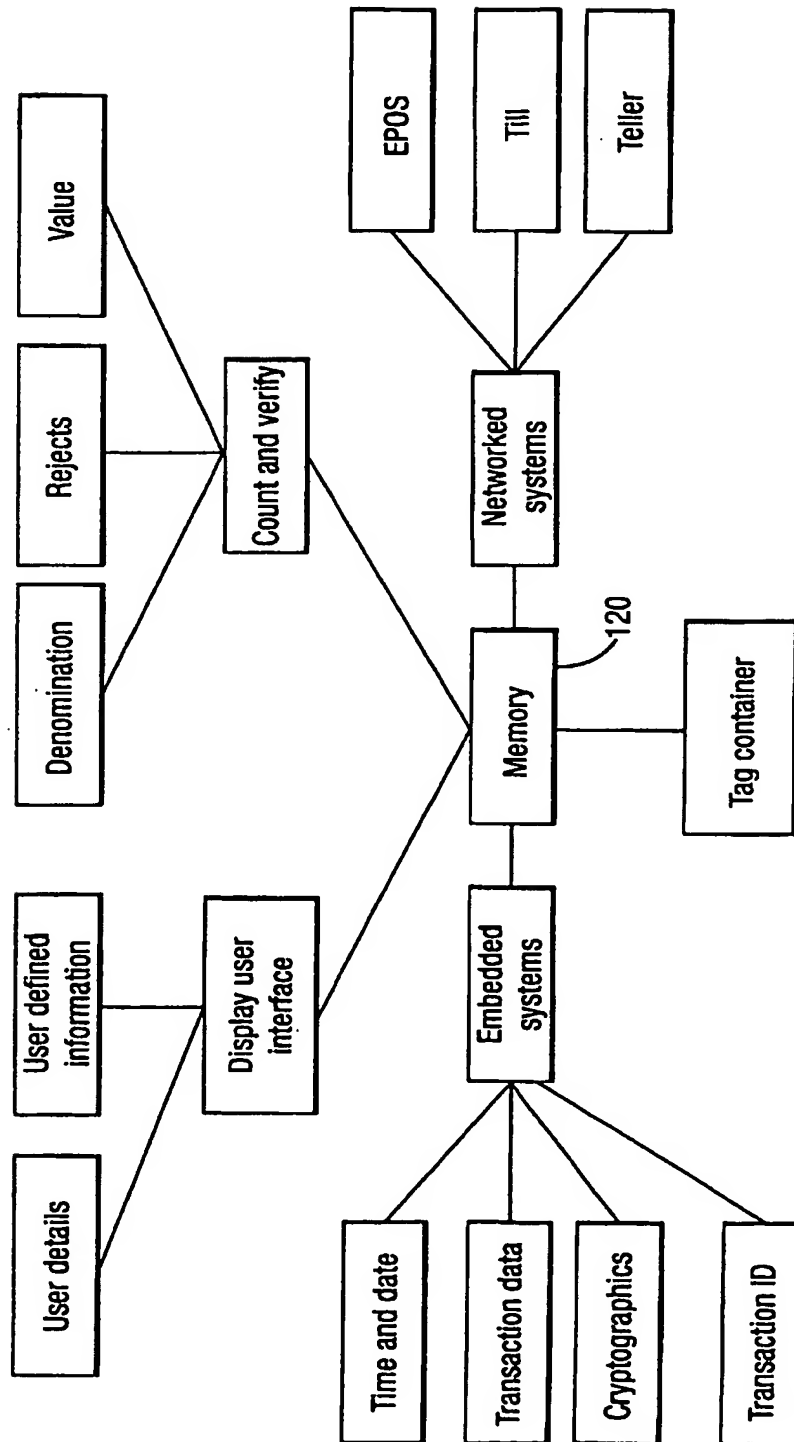 User details
User defined
information
Denomination
Rejects
Value
Display user
interface
Count and verify
Time and date
Transaction data
Cryptographics
Transaction ID
Embedded
systems
Memory
120
Networked
systems
EPOS
Till
Teller
Tag container